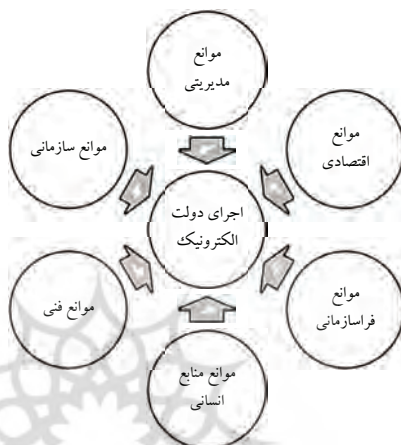 موانع
مدیریتی
موانع
اقتصادی
موانع سازمانی
اجرای دولت
الکترونیک
موانع
فراسازمانی
موانع فنی
موانع منابع
انسانی